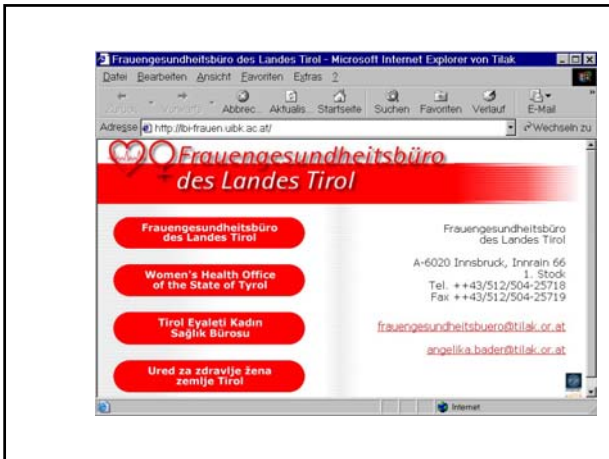 Frauengesundheitsbüro des Landes Tirol - Microsoft Internet Explorer von Tilak
Datei Bearbeiten Ansicht Favoriten Extras ?
Abbrec... Aktualis... Startseite Suchen Favoriten Verlauf E-Mail
Adresse http://lbi-frauen.uibk.ac.at/ Wechseln zu
Frauengesundheitsbüro
des Landes Tirol
Frauengesundheitsbüro
des Landes Tirol
Women's Health Office
of the State of Tyrol
Tirol Eyaleti Kadın
Sağlık Bürosu
Ured za zdravlje žena
zemlje Tirol
Frauengesundheitsbüro
des Landes Tirol
A-6020 Innsbruck, Innrain 66
1. Stock
Tel. ++43/512/504-25718
Fax ++43/512/504-25719
frauengesundheitsbuero@tilak.or.at
angelika.bader@tilak.or.at
Internet